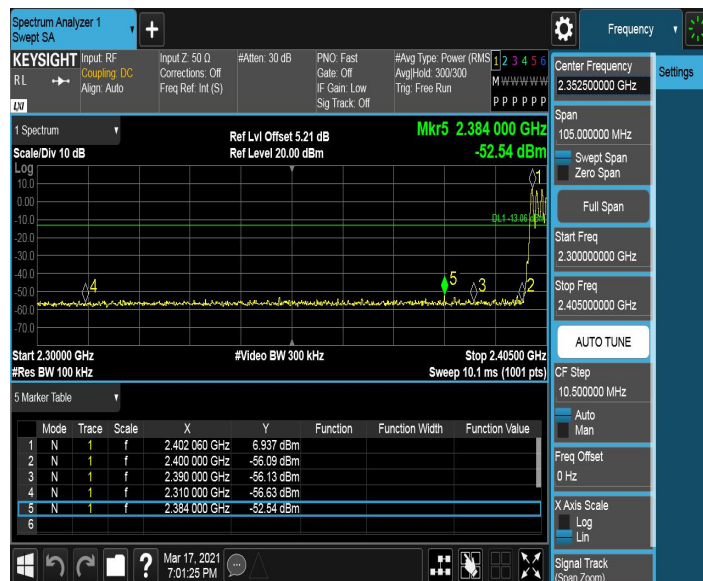 Spectrum Analyzer 1
Swept SA
+
Frequency
KEYSIGHT
Input: RF
Input Z: 50 Ω
#Atten: 30 dB
PNO: Fast
#Avg Type: Power (RMS
1 2 3 4 5 6
RL
Coupling: DC
Corrections: Off
Gate: Off
Avg|Hold: 300/300
M W W W W W
Align: Auto
Freq Ref: Int (S)
IF Gain: Low
Trig: Free Run
Sig Track: Off
P P P P P P
LXI
1 Spectrum
Scale/Div 10 dB
Ref Lvl Offset 5.21 dB
Ref Level 20.00 dBm
Mkr5 2.384 000 GHz
-52.54 dBm
Log
10.0
0.00
-10.0
-20.0
-30.0
-40.0
-50.0
-60.0
-70.0
1
DL1 -13.06 dBm
4
5
3
2
Start 2.30000 GHz
#Video BW 300 kHz
Stop 2.40500 GHz
#Res BW 100 kHz
Sweep 10.1 ms (1001 pts)
5 Marker Table
Mode Trace Scale X Y Function Function Width Function Value
1 N 1 f 2.402 060 GHz 6.937 dBm
2 N 1 f 2.400 000 GHz -56.09 dBm
3 N 1 f 2.390 000 GHz -56.13 dBm
4 N 1 f 2.310 000 GHz -56.63 dBm
5 N 1 f 2.384 000 GHz -52.54 dBm
6
?
Mar 17, 2021
7:01:25 PM
Settings
Center Frequency
2.352500000 GHz
Span
105.000000 MHz
Swept Span
Zero Span
Full Span
Start Freq
2.300000000 GHz
Stop Freq
2.405000000 GHz
AUTO TUNE
CF Step
10.500000 MHz
Auto
Man
Freq Offset
0 Hz
X Axis Scale
Log
Lin
Signal Track
(Span Zoom)